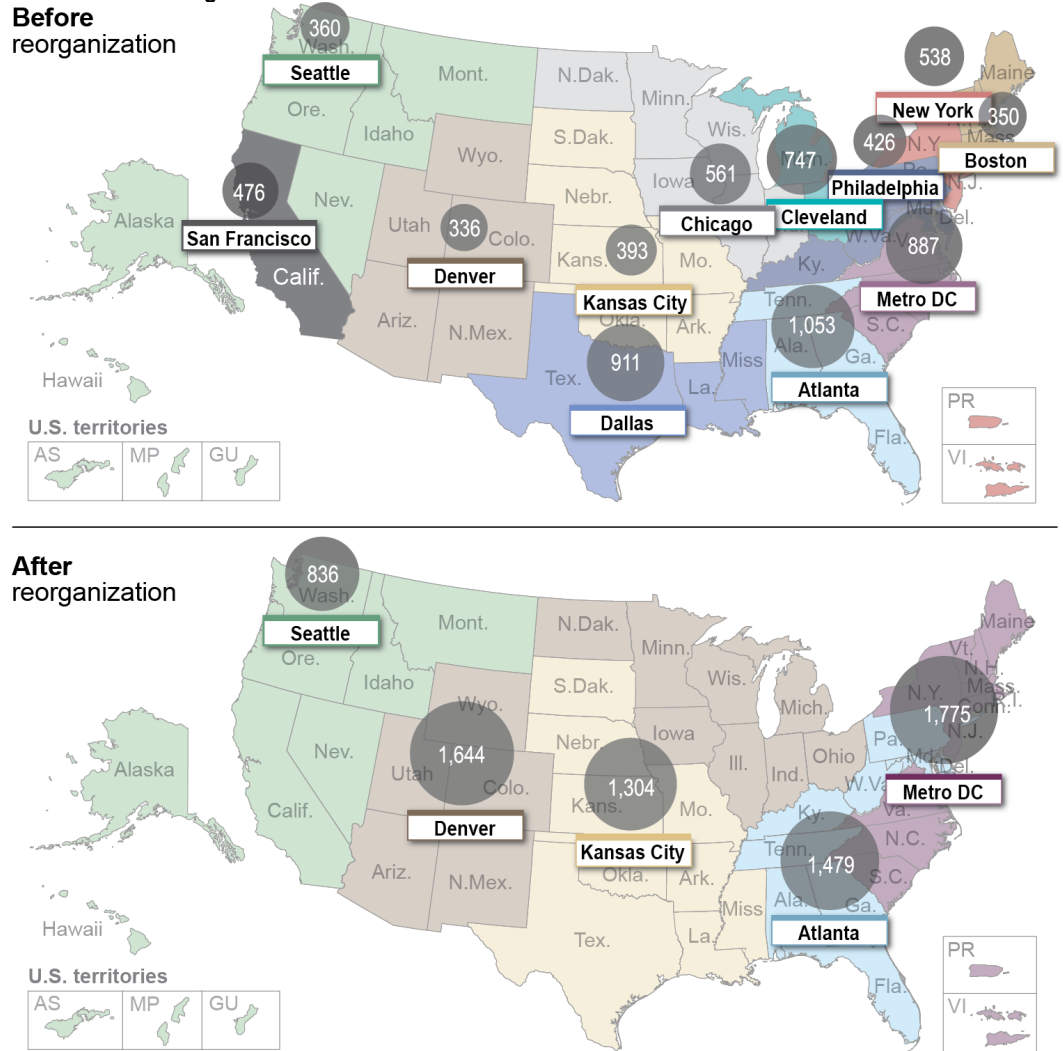 Before
reorganization
360
Wash.
Seattle
Ore.
Idaho
Mont.
Wyo.
Nev.
Utah
Colo.
Ariz.
N.Mex.
476
San Francisco
Calif.
336
Denver
N.Dak.
S.Dak.
Nebr.
Kans.
393
Kansas City
Mo.
Okla.
Ark.
Tex.
911
Dallas
La.
Miss
Minn.
Wis.
Iowa
561
Chicago
747
Cleveland
426
Philadelphia
538
New York
N.Y.
350
Boston
Maine
Mass.
Pa.
N.J.
Md.
Del.
W.Va.
887
Metro DC
Ky.
Tenn.
S.C.
1,053
Ala.
Ga.
Atlanta
Fla.
Alaska
Hawaii
U.S. territories
AS
MP
GU
PR
VI
After
reorganization
836
Wash.
Seattle
Ore.
Idaho
Mont.
Nev.
Calif.
Wyo.
1,644
Utah
Colo.
Denver
Ariz.
N.Mex.
N.Dak.
Minn.
Wis.
Mich.
Iowa
Ill.
Ind.
Ohio
S.Dak.
Nebr.
1,304
Kans.
Mo.
Kansas City
Okla.
Ark.
Tex.
La.
Miss
Maine
Vt.
N.H.
Mass.
R.I.
Conn.
N.Y.
1,775
N.J.
Pa.
Md.
Del.
W.Va.
Metro DC
Va.
Ky.
N.C.
Tenn.
1,479
S.C.
Ala.
Ga.
Atlanta
Fla.
Alaska
Hawaii
U.S. territories
AS
MP
GU
PR
VI